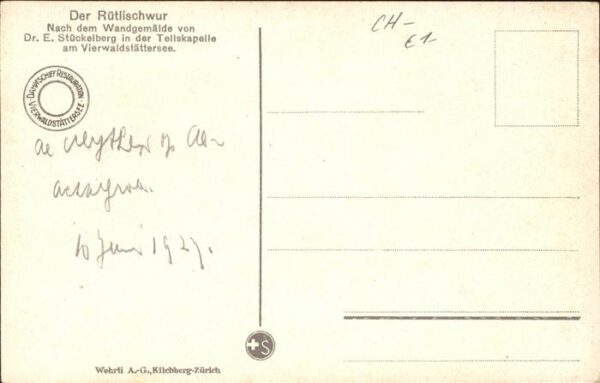 Der Rütlischwur
Nach dem Wandgemälde von
Dr. E. Stückelberg in der Tellskapelle
am Vierwaldstättersee.
CH-
€1-
DAMPFSCHIFF RESTAURATION
VIERWALDSTÄTTERSEE
10 Juni 1927.
S
Wehrli A.-G., Kilchberg-Zürich